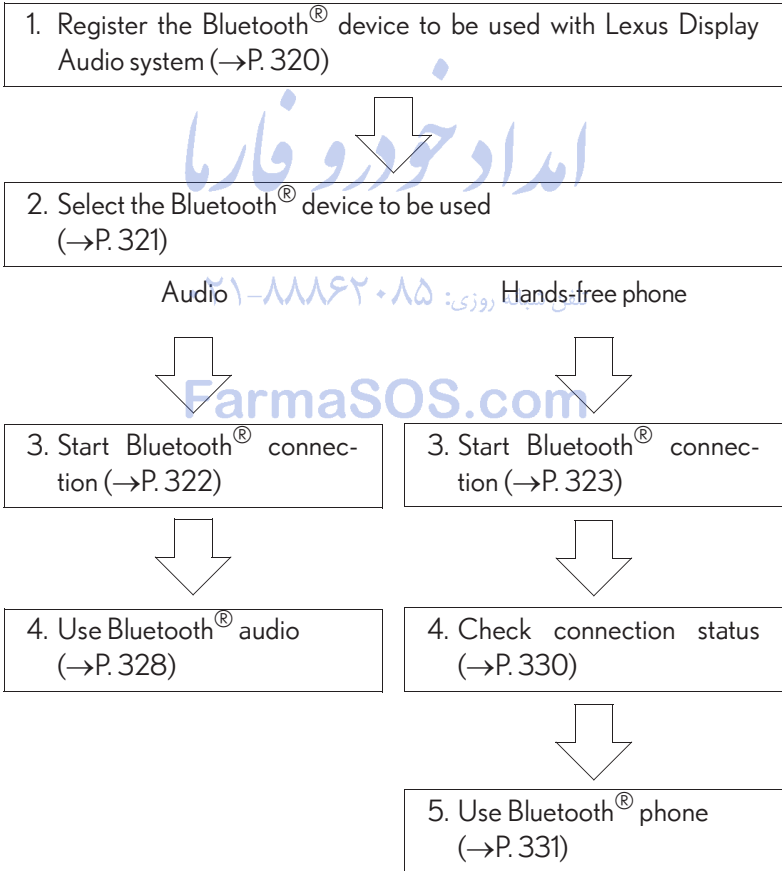 1. Register the Bluetooth® device to be used with Lexus Display
Audio system (→P. 320)
امداد خودرو فارما
2. Select the Bluetooth® device to be used
(→P. 321)
Audio
Hands-free phone
تلفن شبانه روزی: ۰۲۱-۸۸۸۶۲۰۸۵
FarmaSOS.com
3. Start Bluetooth® connec-
tion (→P. 322)
4. Use Bluetooth® audio
(→P. 328)
3. Start Bluetooth® connec-
tion (→P. 323)
4. Check connection status
(→P. 330)
5. Use Bluetooth® phone
(→P. 331)